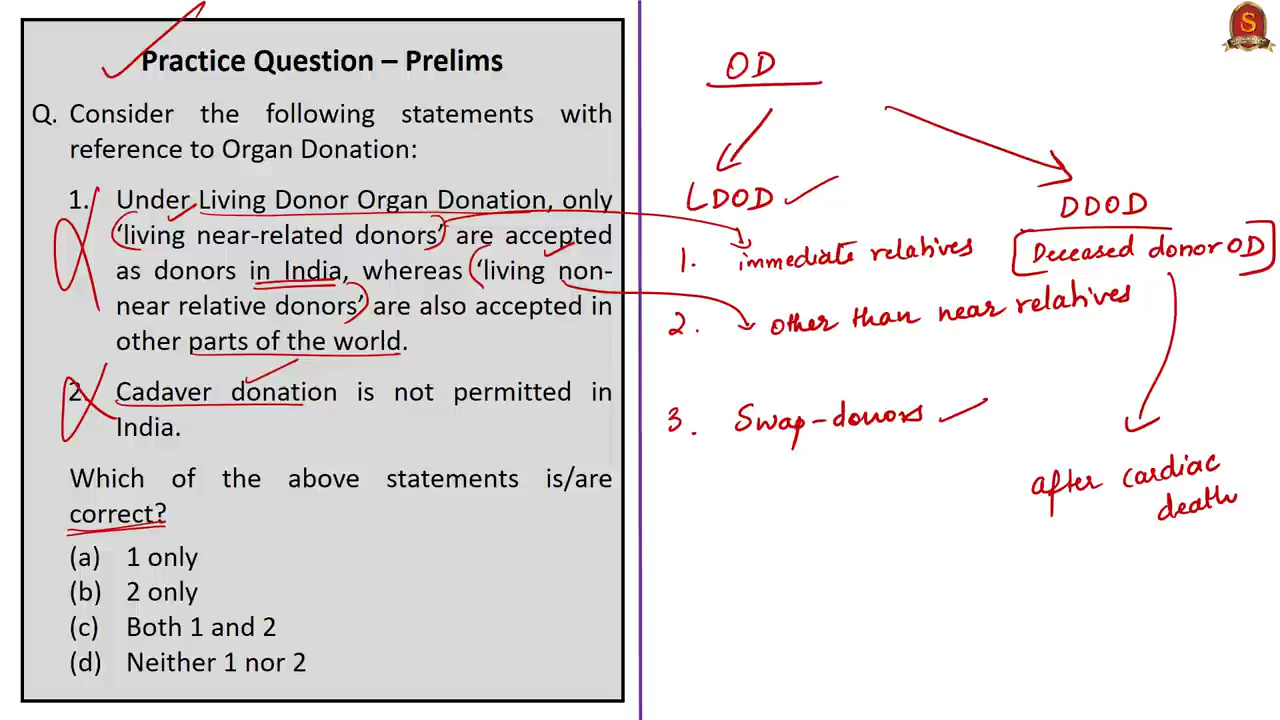 Practice Question – Prelims
Q. Consider the following statements with
reference to Organ Donation:
1. Under Living Donor Organ Donation, only
‘living near-related donors’ are accepted
as donors in India, whereas ‘living non-
near relative donors’ are also accepted in
other parts of the world.
2. Cadaver donation is not permitted in
India.
Which of the above statements is/are
correct?
(a) 1 only
(b) 2 only
(c) Both 1 and 2
(d) Neither 1 nor 2
OD
LDOD
1. immediate relatives
2. other than near relatives
3. Swap-donors
DDOD
Deceased donor OD
after cardiac
death
S